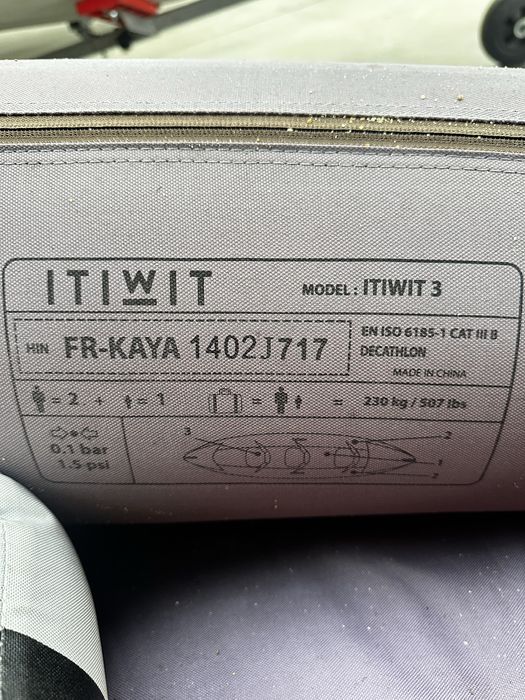 ITIWIT MODEL : ITIWIT 3
HIN FR-KAYA 1402J717
EN ISO 6185-1 CAT III B
DECATHLON
MADE IN CHINA
= 2 + = 1 = = 230 kg / 507 lbs
0.1 bar
1.5 psi
3
2
1
2